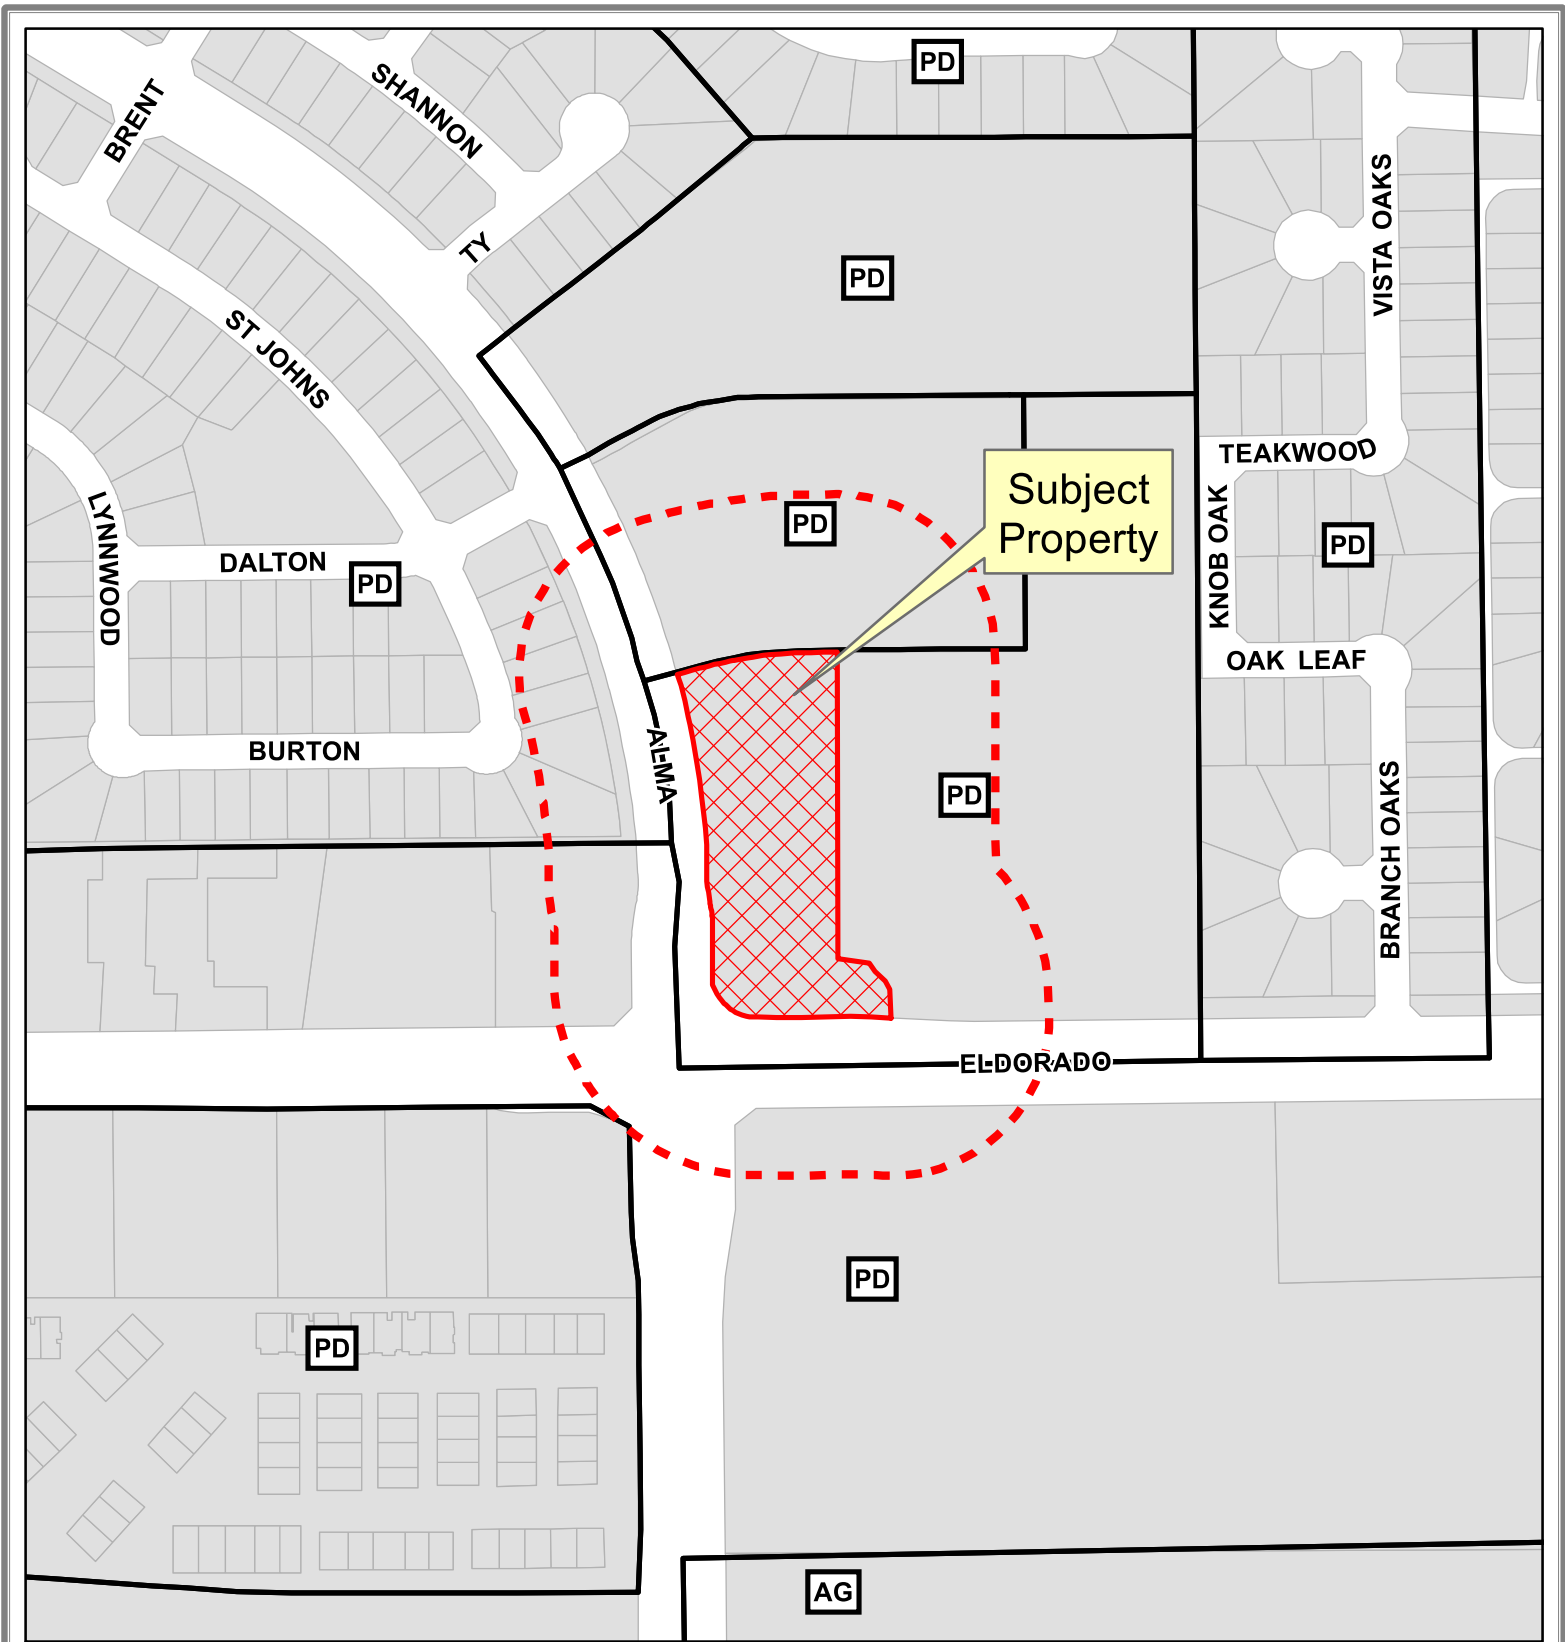 PD
SHANNON
BRENT
VISTA OAKS
TY
PD
ST JOHNS
TEAKWOOD
Subject
Property
LYNNWOOD
KNOB OAK
PD
PD
DALTON
PD
OAK LEAF
BURTON
ALMA
PD
BRANCH OAKS
ELDORADO
PD
PD
AG